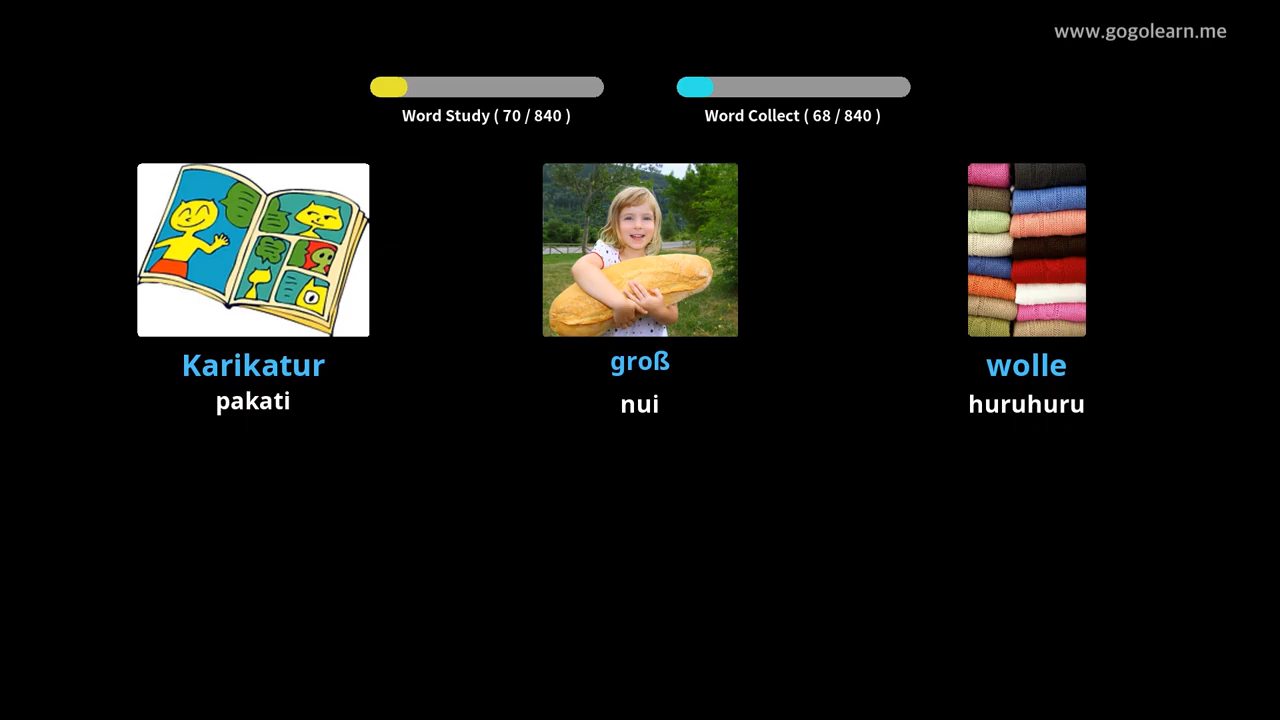 www.gogolearn.me
Word Study ( 70 / 840 )
Word Collect ( 68 / 840 )
Karikatur
pakati
groß
nui
wolle
huruhuru